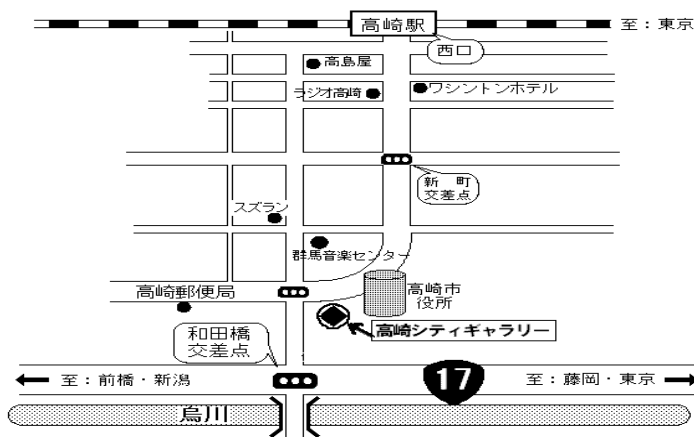 高崎駅
至：東京
西口
高島屋
ラジオ高崎
ワシントンホテル
新 町
交差点
スズラン
群馬音楽センター
高崎郵便局
高崎市
役所
高崎シティギャラリー
和田橋
交差点
至：前橋・新潟
17
至：藤岡・東京
烏川